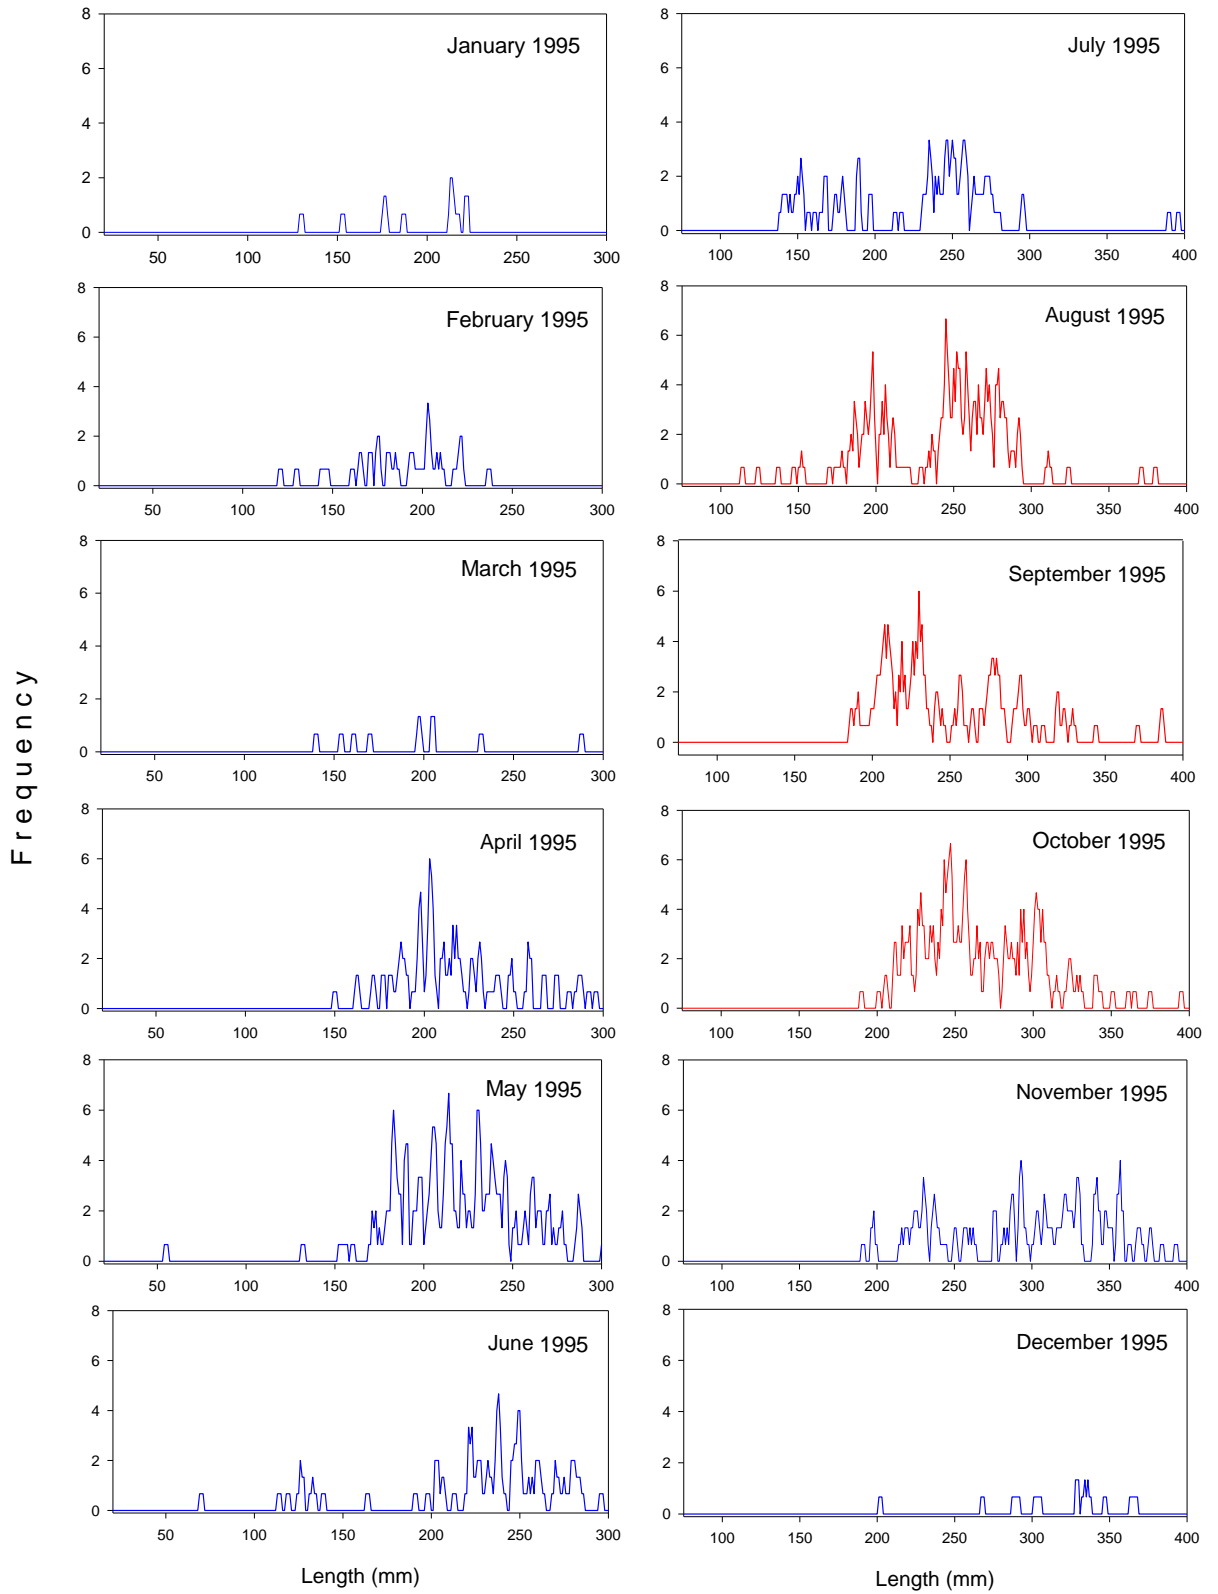 8
6
4
2
0
January 1995
50 100 150 200 250 300
8
6
4
2
0
February 1995
50 100 150 200 250 300
8
6
4
2
0
March 1995
50 100 150 200 250 300
8
6
4
2
0
April 1995
50 100 150 200 250 300
8
6
4
2
0
May 1995
50 100 150 200 250 300
8
6
4
2
0
June 1995
50 100 150 200 250 300
Length (mm)
Frequency
8
6
4
2
0
July 1995
100 150 200 250 300 350 400
8
6
4
2
0
August 1995
100 150 200 250 300 350 400
8
6
4
2
0
September 1995
100 150 200 250 300 350 400
8
6
4
2
0
October 1995
100 150 200 250 300 350 400
8
6
4
2
0
November 1995
100 150 200 250 300 350 400
8
6
4
2
0
December 1995
100 150 200 250 300 350 400
Length (mm)